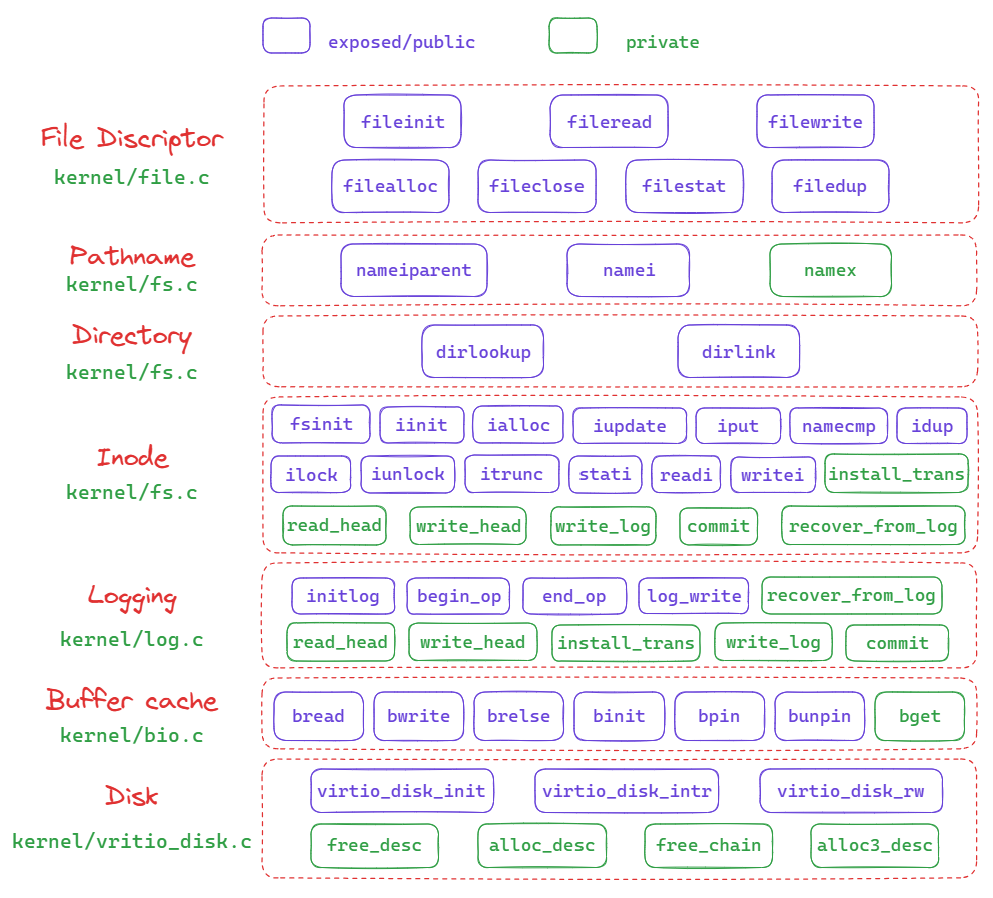 exposed/public private
File Discriptor
kernel/file.c
fileinit fileread filewrite
filealloc fileclose filestat filedup
Pathname
kernel/fs.c
nameiparent namei namex
Directory
kernel/fs.c
dirlookup dirlink
Inode
kernel/fs.c
fsinit iinit ialloc iupdate iput namecmp idup
ilock iunlock itrunc stati readi writei install_trans
read_head write_head write_log commit recover_from_log
Logging
kernel/log.c
initlog begin_op end_op log_write recover_from_log
read_head write_head install_trans write_log commit
Buffer cache
kernel/bio.c
bread bwrite brelse binit bpin bunpin bget
Disk
kernel/vritio_disk.c
virtio_disk_init virtio_disk_intr virtio_disk_rw
free_desc alloc_desc free_chain alloc3_desc